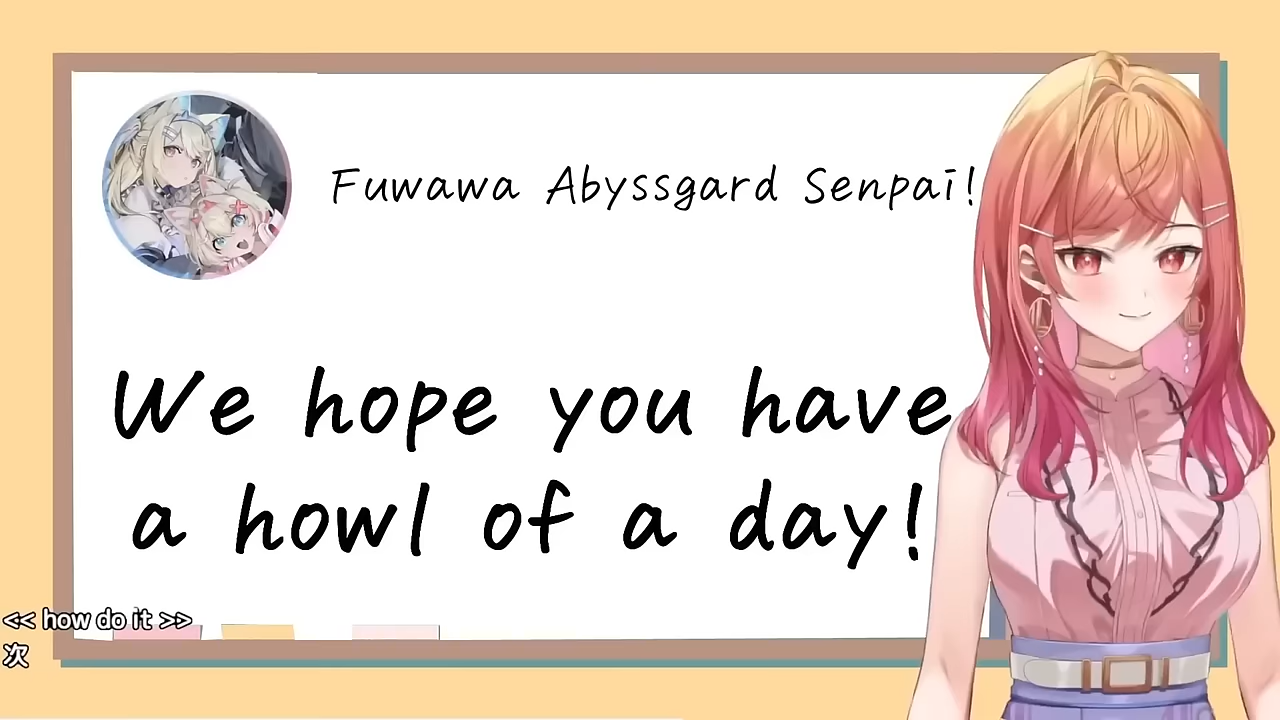 Fuwawa Abyssgard Senpai!
We hope you have
a howl of a day!
<< how do it >>
次